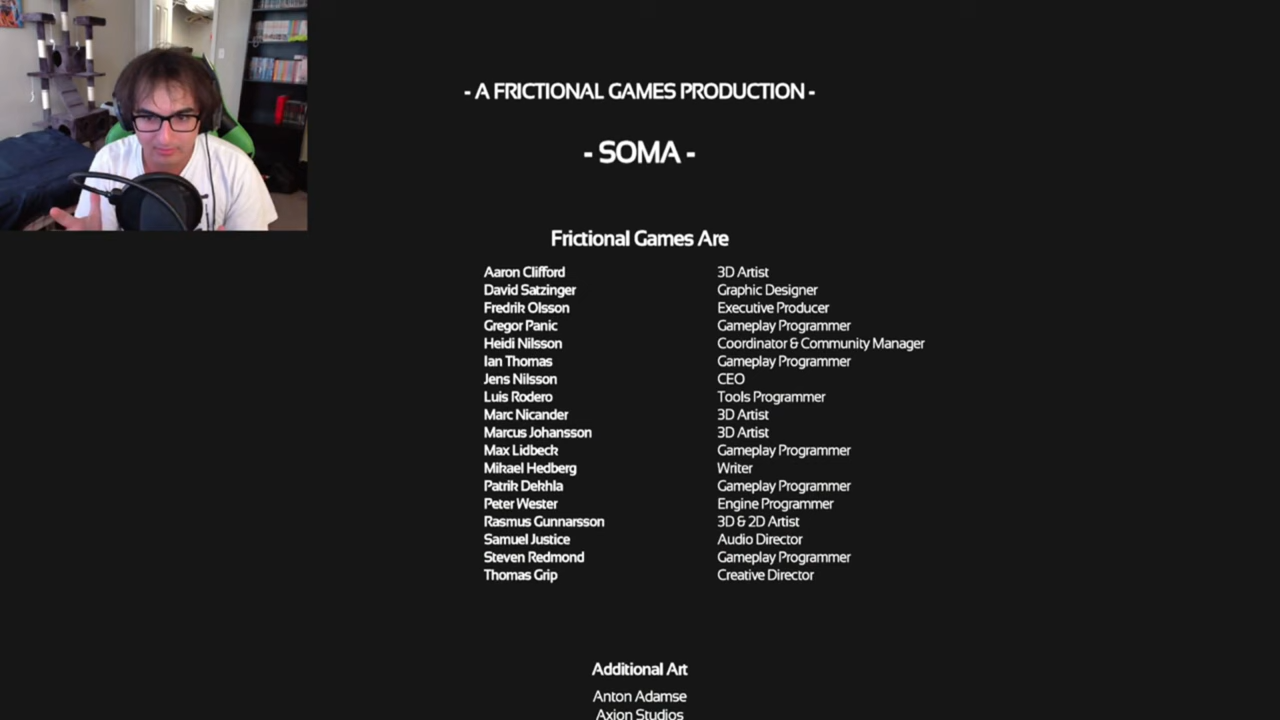 - A FRICTIONAL GAMES PRODUCTION -
- SOMA -
Frictional Games Are
Aaron Clifford 3D Artist
David Satzinger Graphic Designer
Fredrik Olsson Executive Producer
Gregor Panic Gameplay Programmer
Heidi Nilsson Coordinator & Community Manager
Ian Thomas Gameplay Programmer
Jens Nilsson CEO
Luis Rodero Tools Programmer
Marc Nicander 3D Artist
Marcus Johansson 3D Artist
Max Lidbeck Gameplay Programmer
Mikael Hedberg Writer
Patrik Dekhla Gameplay Programmer
Peter Wester Engine Programmer
Rasmus Gunnarsson 3D & 2D Artist
Samuel Justice Audio Director
Steven Redmond Gameplay Programmer
Thomas Grip Creative Director
Additional Art
Anton Adamse
Axion Studios